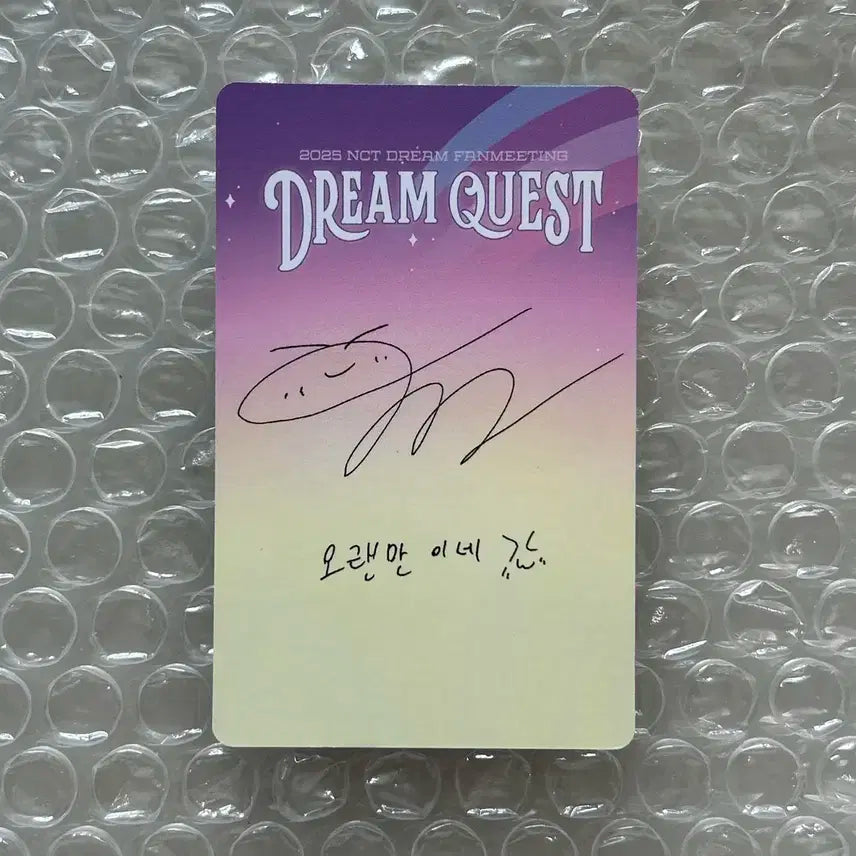 2025 NCT DREAM FANMEETING
DREAM QUEST
오랜만 이네